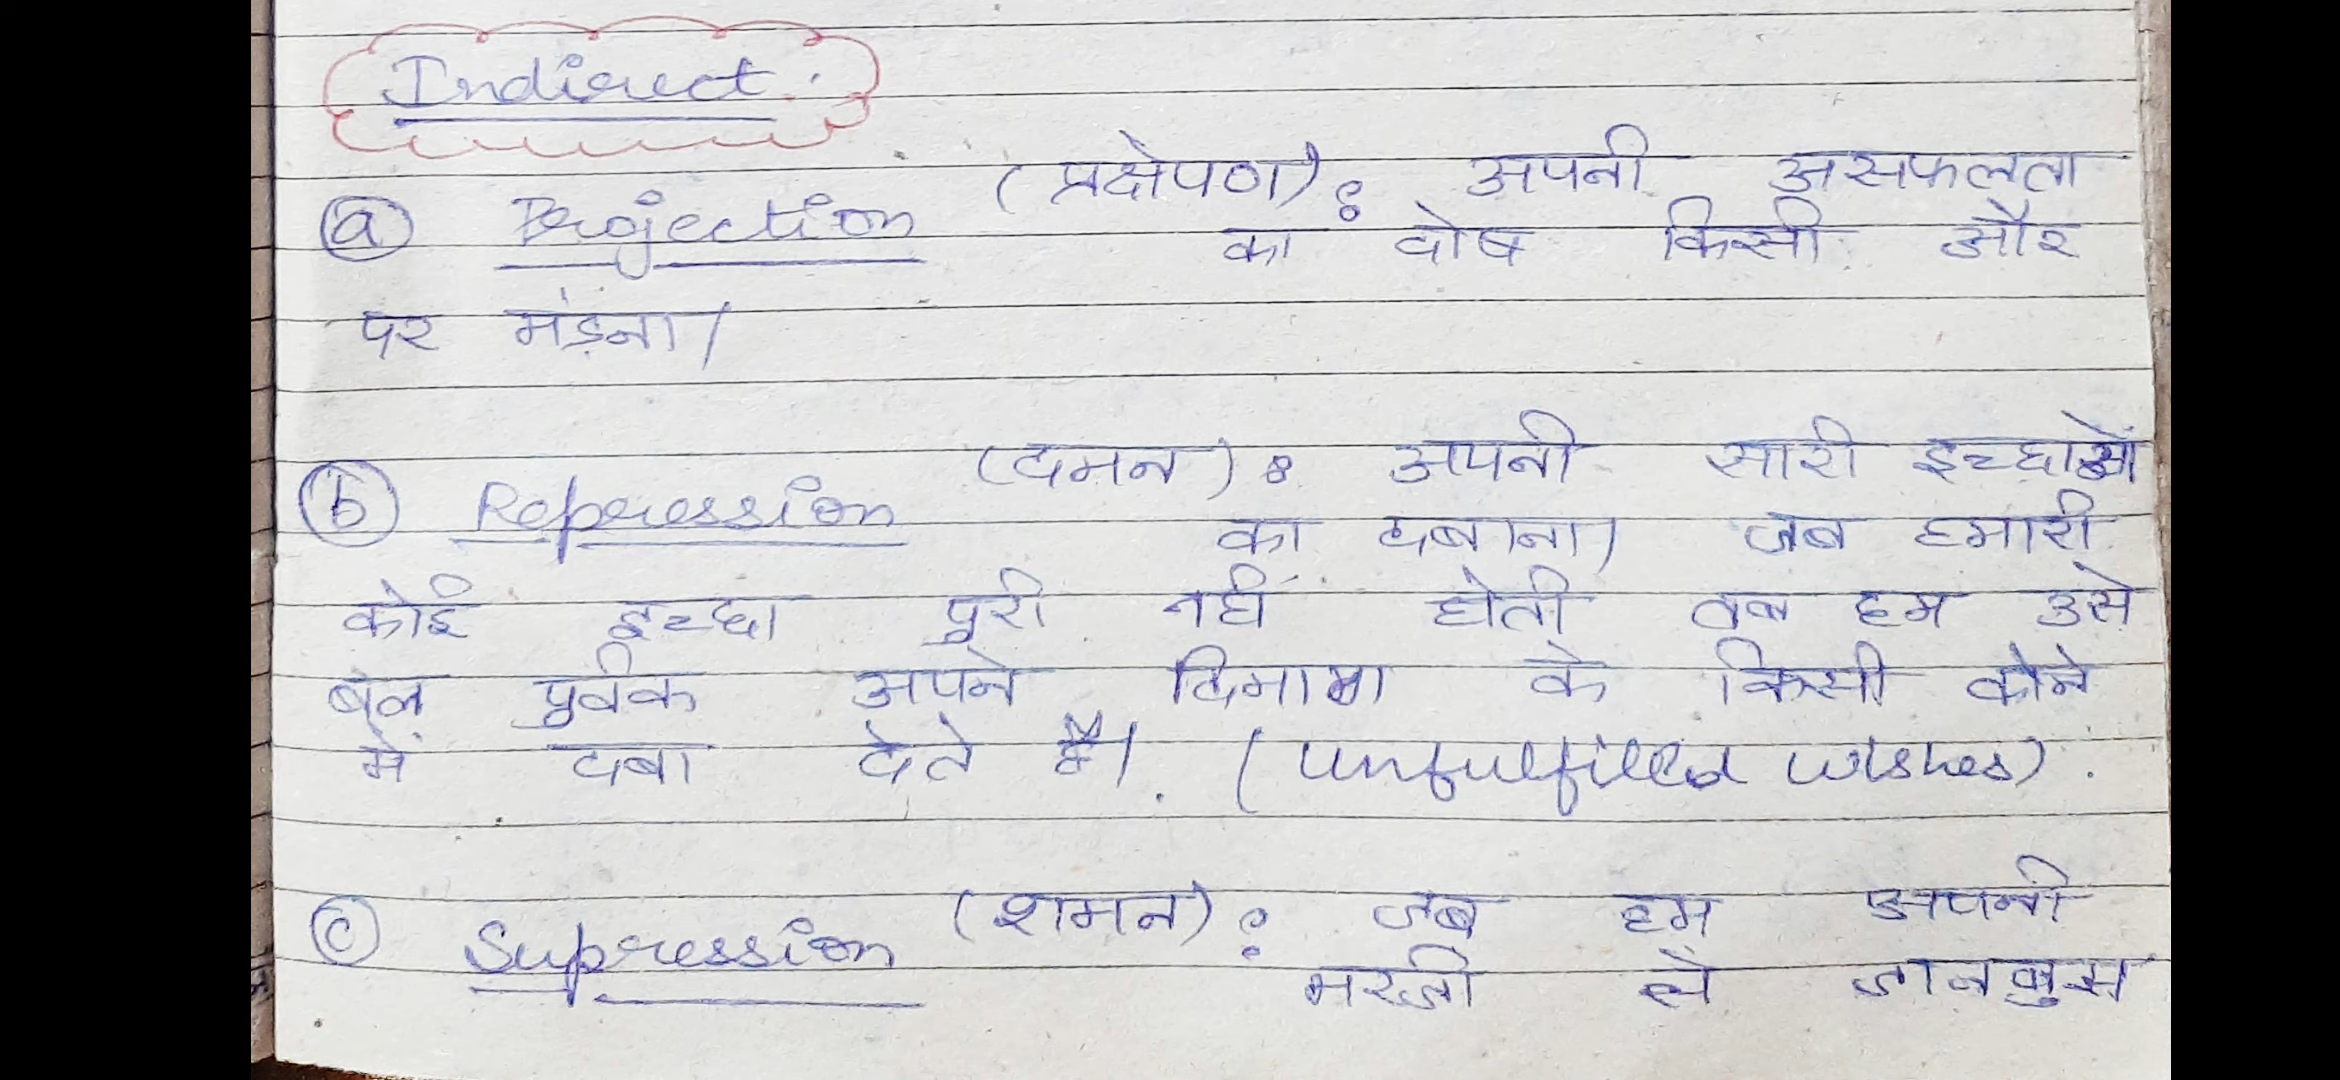 Indirect.
(प्रक्षेपण): अपनी असफलता
ⓐ Projection का दोष किसी और
पर मंड़ना।
(दमन): अपनी सारी इच्छाओं
ⓑ Repression का दबाना। जब हमारी
कोई इच्छा पुरी नहीं होती तब हम उसे
बल पुर्वक अपने दिमाग के किसी कोने
में दबा देते हैं। (unfulfilled wishes).
ⓒ Supression (शमन): जब हम अपनी
मरजी से जानबुझ